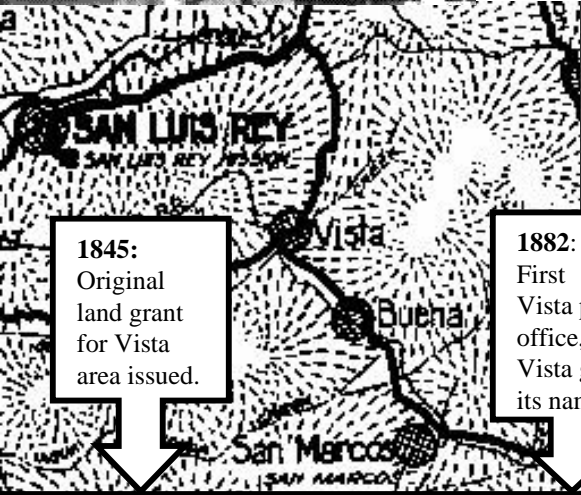 SAN LUIS REY
SAN LUIS REY MISSION
Vista
Buena
San Marcos
SAN MARCOS
1845:
Original
land grant
for Vista
area issued.
1882:
First
Vista p
office,
Vista g
its nam